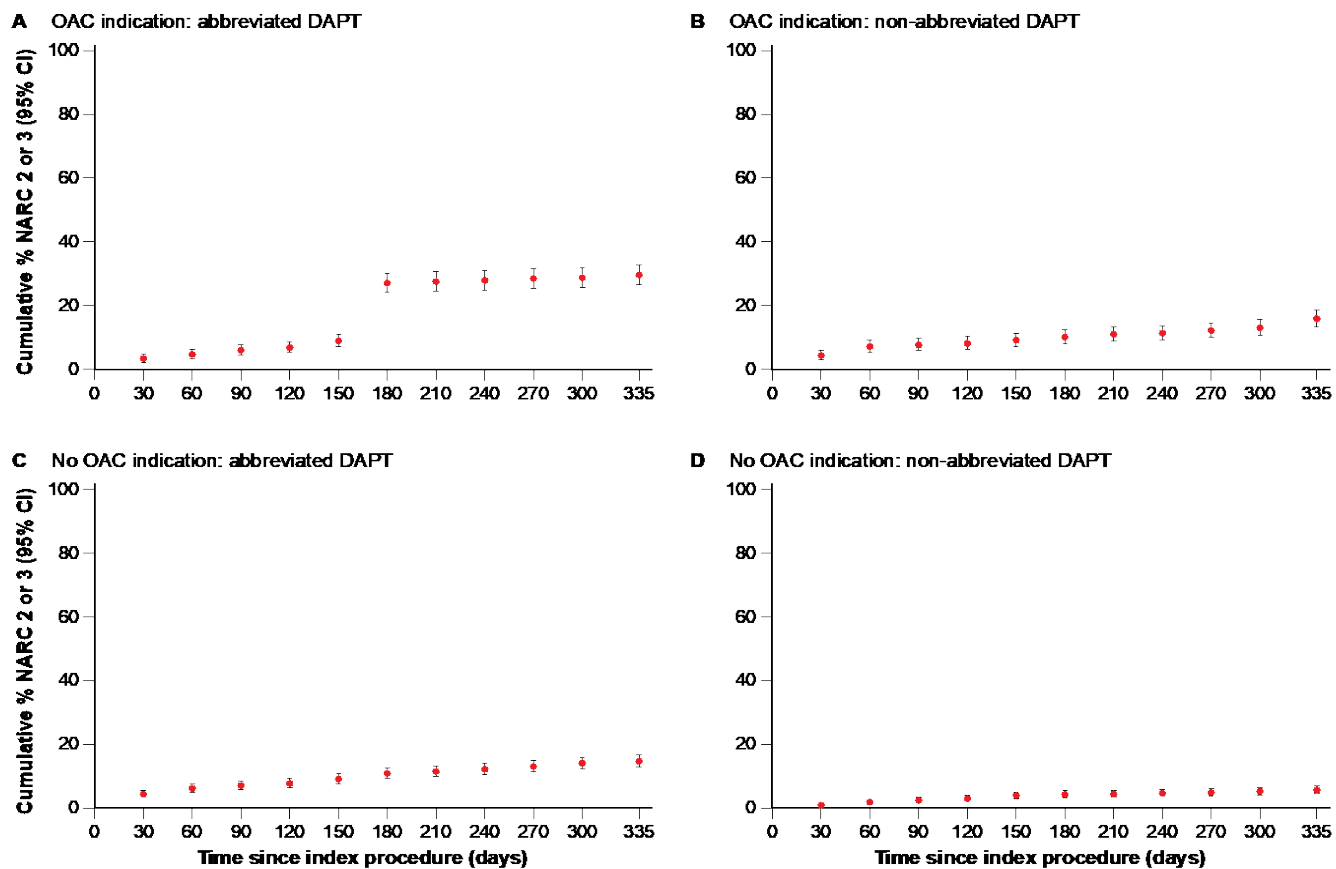 A OAC indication: abbreviated DAPT
B OAC indication: non-abbreviated DAPT
Cumulative % NARC 2 or 3 (95% CI)
100
80
60
40
20
0
0 30 60 90 120 150 180 210 240 270 300 335
100
80
60
40
20
0
0 30 60 90 120 150 180 210 240 270 300 335
C No OAC indication: abbreviated DAPT
D No OAC indication: non-abbreviated DAPT
Cumulative % NARC 2 or 3 (95% CI)
100
80
60
40
20
0
0 30 60 90 120 150 180 210 240 270 300 335
Time since index procedure (days)
100
80
60
40
20
0
0 30 60 90 120 150 180 210 240 270 300 335
Time since index procedure (days)